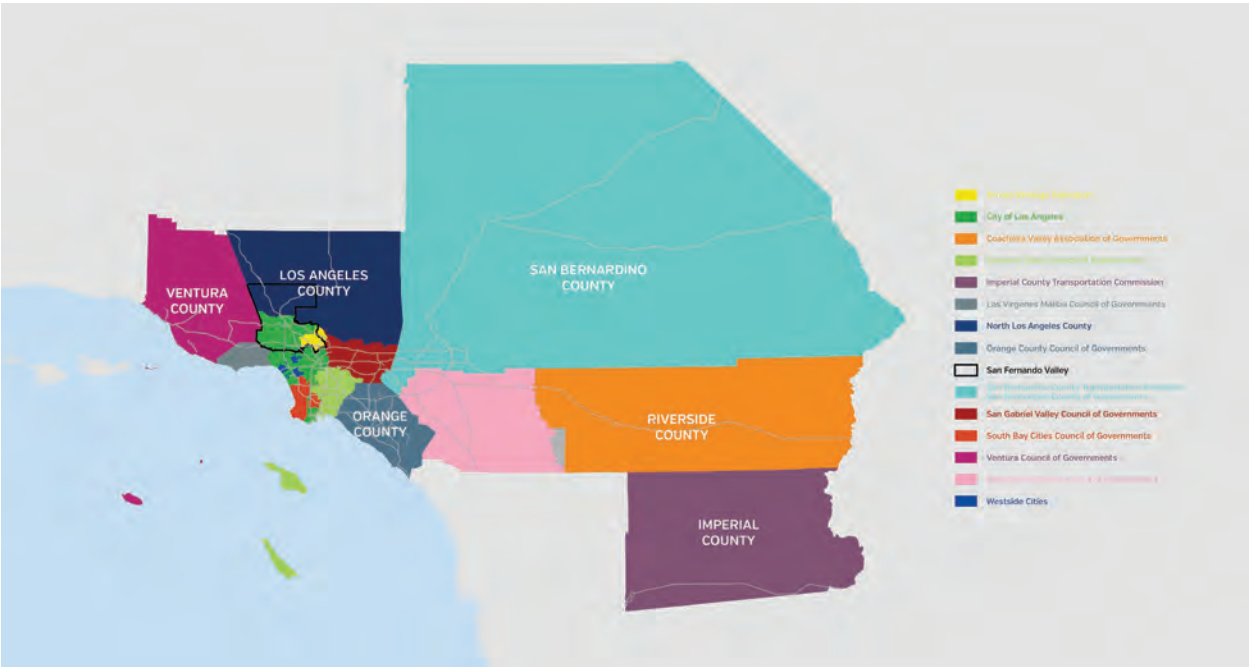 VENTURA
COUNTY
LOS ANGELES
COUNTY
SAN BERNARDINO
COUNTY
ORANGE
COUNTY
RIVERSIDE
COUNTY
IMPERIAL
COUNTY
City of Los Angeles
Coachella Valley Association of Governments
Imperial County Transportation Commission
Las Virgenes Malibu Council of Governments
North Los Angeles County
Orange County Council of Governments
San Fernando Valley
San Gabriel Valley Council of Governments
South Bay Cities Council of Governments
Ventura Council of Governments
Westside Cities